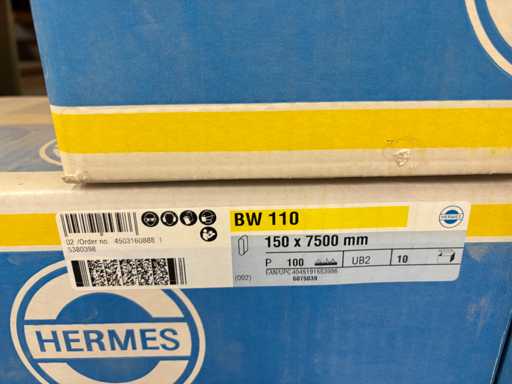 HERMES
BW 110
02 /Order no. 4503160888 1
5380398
150 x 7500 mm
P 100 UB2 10
EAN/UPC
(002) 6075039
HERMES